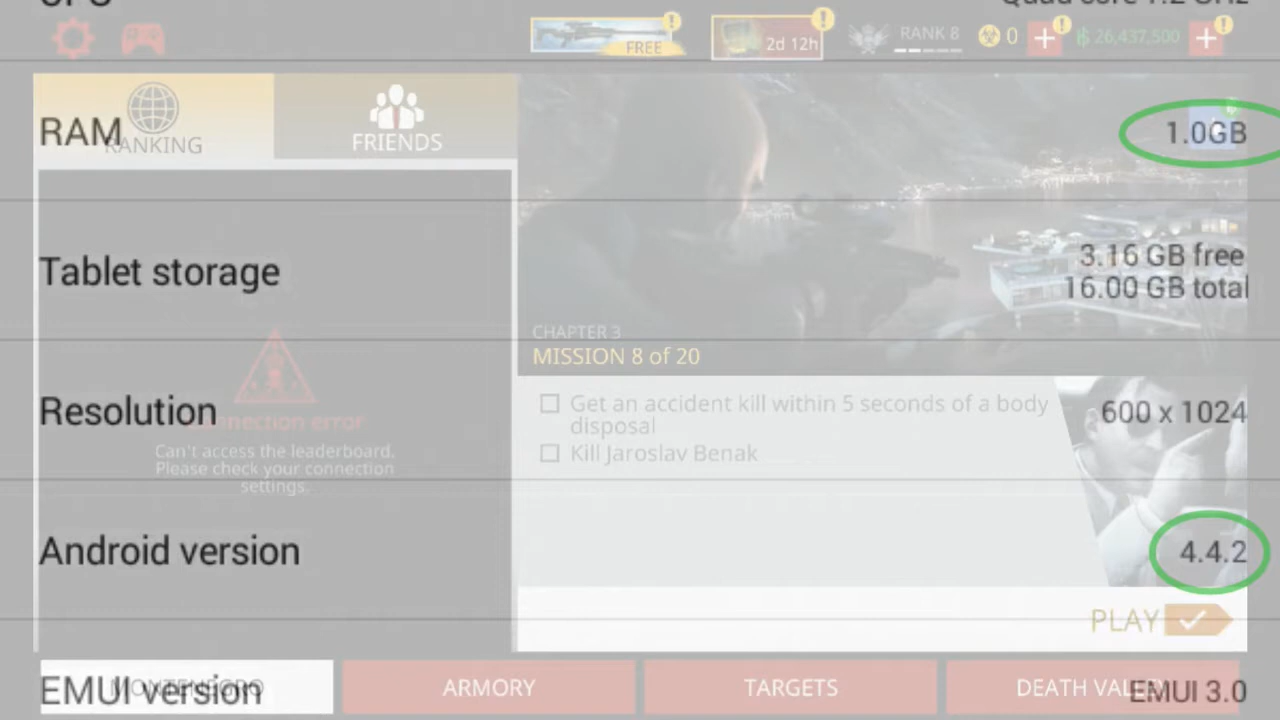 Quad core 1.2 GHz
FREE
2d 12h
RANK 8
0
26,437,500
RAM
RANKING
FRIENDS
1.0GB
Tablet storage
3.16 GB free
16.00 GB total
CHAPTER 3
MISSION 8 of 20
Resolution
600 x 1024
Connection error
Can't access the leaderboard.
Please check your connection
settings.
Get an accident kill within 5 seconds of a body
disposal
Kill Jaroslav Benak
Android version
4.4.2
PLAY
EMUI version
MONTENEGRO
ARMORY
TARGETS
DEATH VALLEY
EMUI 3.0